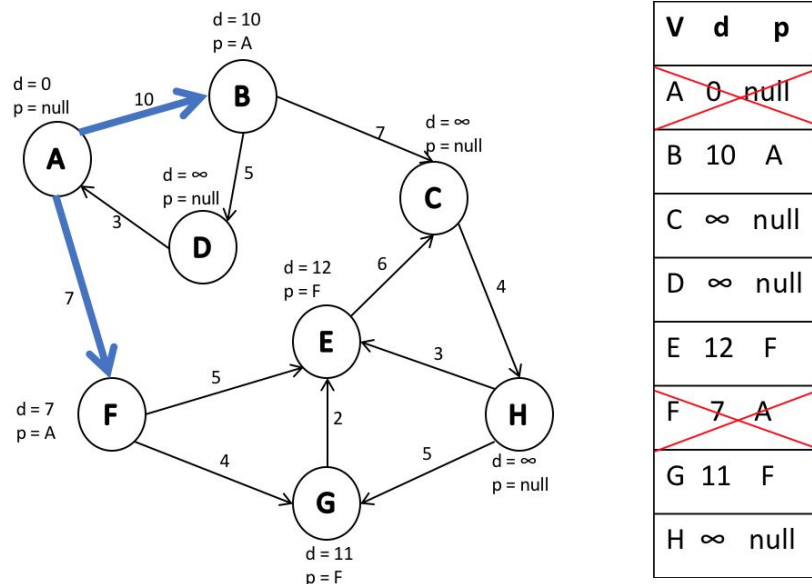 d = 10
p = A
d = 0
p = null
10
B
A
d = ∞
p = null
5
7
d = ∞
p = null
C
3
D
d = 12
p = F
6
4
7
E
5
3
d = 7
p = A
F
2
H
4
5
d = ∞
p = null
G
d = 11
p = F
V d p
A 0 null
B 10 A
C ∞ null
D ∞ null
E 12 F
F 7 A
G 11 F
H ∞ null